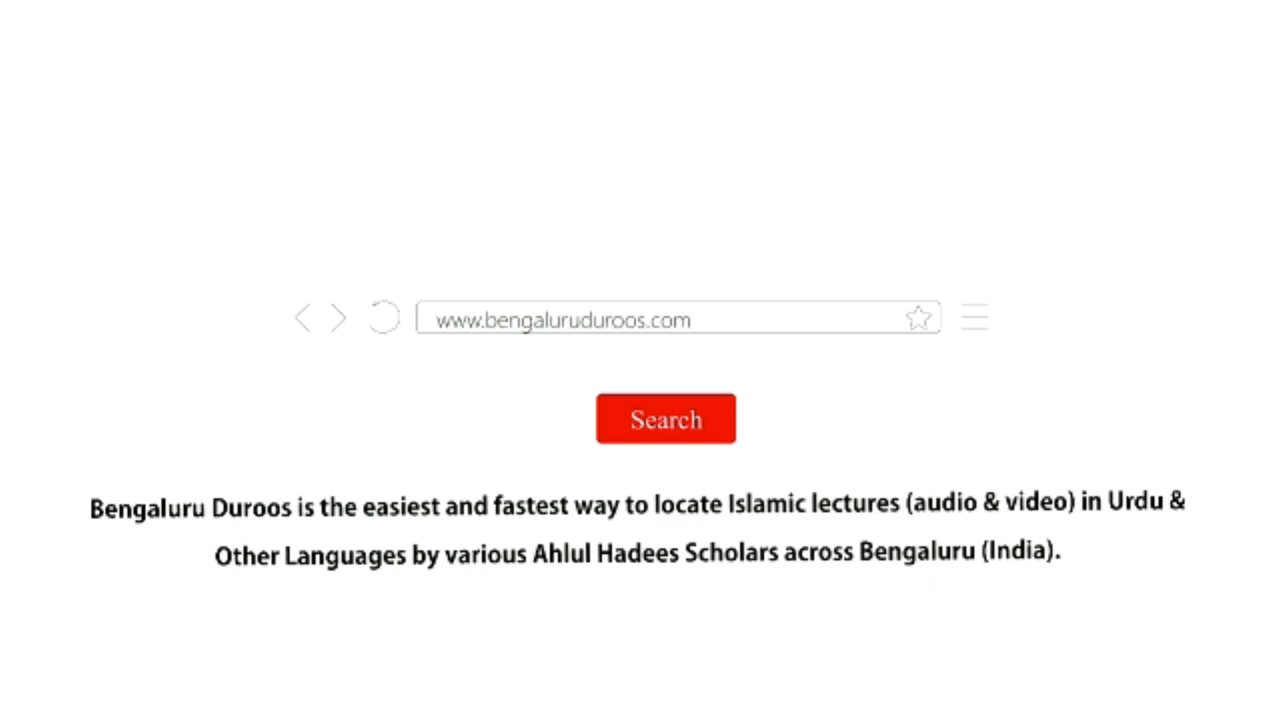 www.bengaluruduroos.com
Search
Bengaluru Duroos is the easiest and fastest way to locate Islamic lectures (audio & video) in Urdu &
Other Languages by various Ahlul Hadees Scholars across Bengaluru (India).